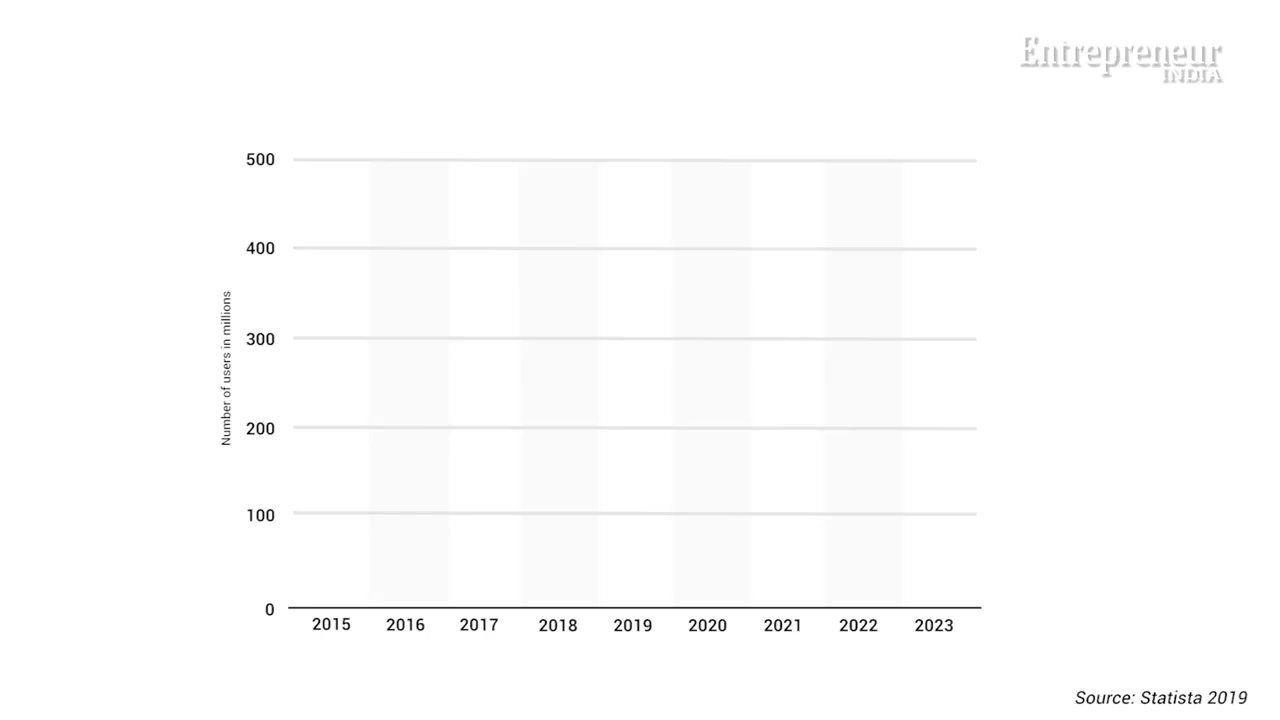 Entrepreneur
INDIA
500
400
300
200
100
0
Number of users in millions
2015 2016 2017 2018 2019 2020 2021 2022 2023
Source: Statista 2019